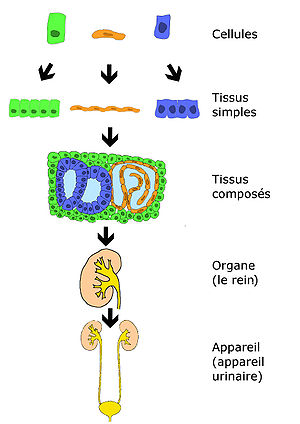 Cellules
Tissus
simples
Tissus
composés
Organe
(le rein)
Appareil
(appareil
urinaire)